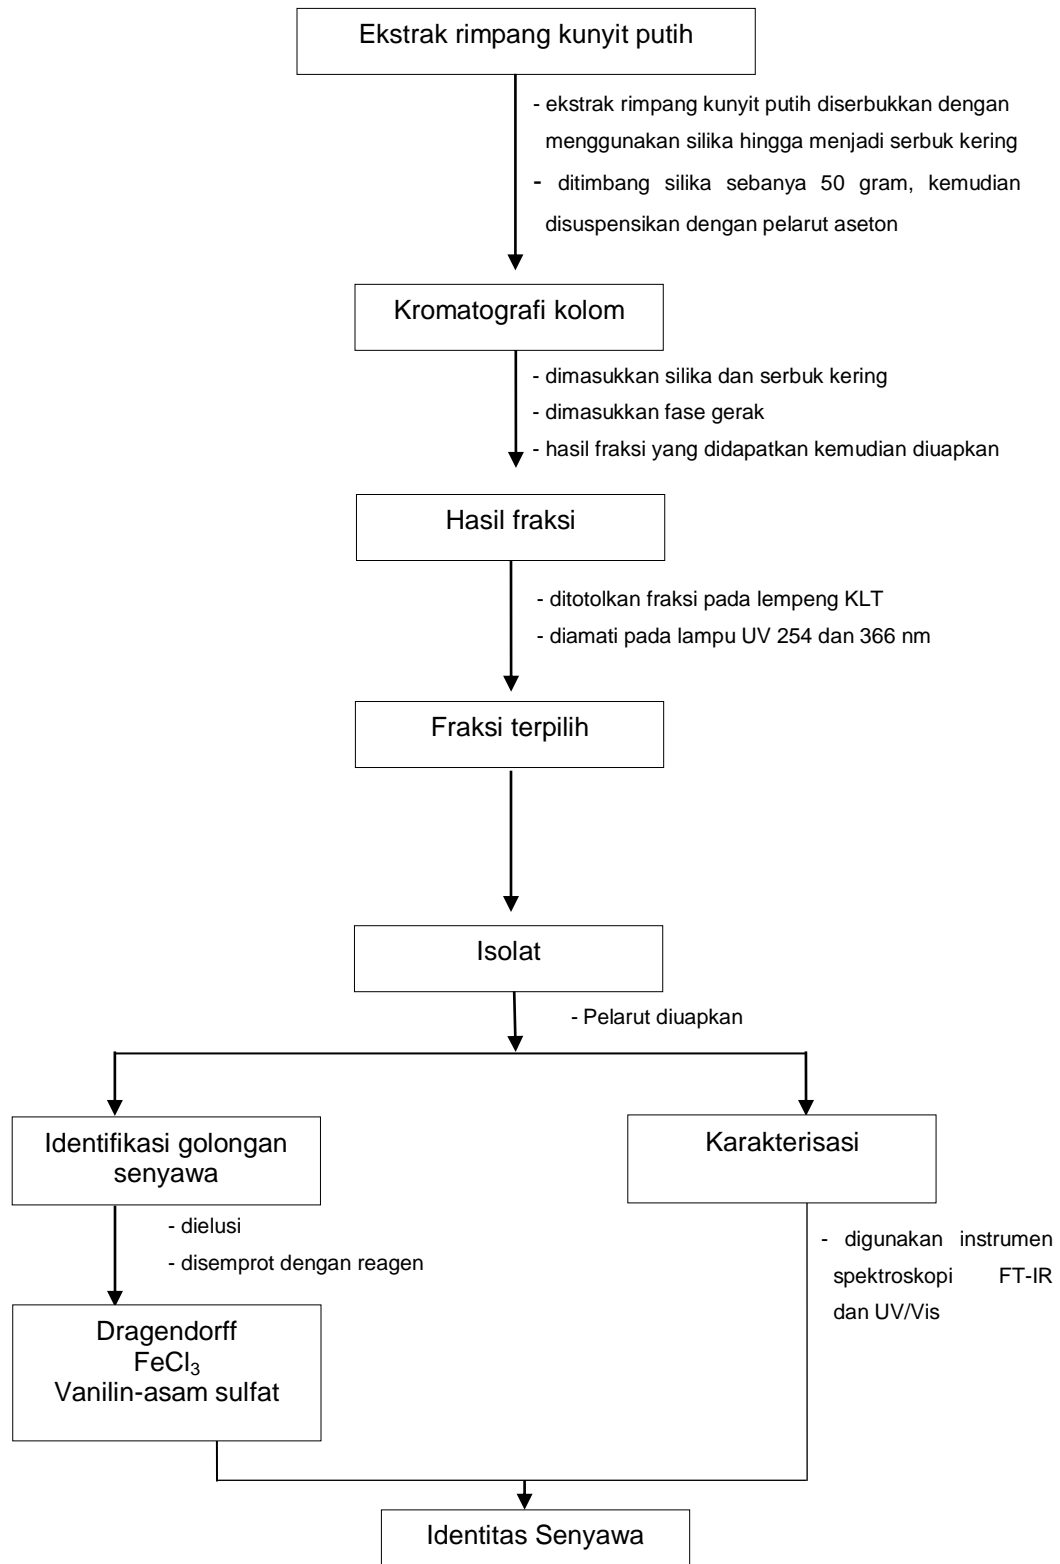 Ekstrak rimpang kunyit putih
- ekstrak rimpang kunyit putih diserbukkan dengan
menggunakan silika hingga menjadi serbuk kering
- ditimbang silika sebanya 50 gram, kemudian
disuspensikan dengan pelarut aseton
Kromatografi kolom
- dimasukkan silika dan serbuk kering
- dimasukkan fase gerak
- hasil fraksi yang didapatkan kemudian diuapkan
Hasil fraksi
- ditotolkan fraksi pada lempeng KLT
- diamati pada lampu UV 254 dan 366 nm
Fraksi terpilih
Isolat
- Pelarut diuapkan
Identifikasi golongan
senyawa
Karakterisasi
- dielusi
- disemprot dengan reagen
- digunakan instrumen
spektroskopi FT-IR
dan UV/Vis
Dragendorff
FeCl₃
Vanilin-asam sulfat
Identitas Senyawa